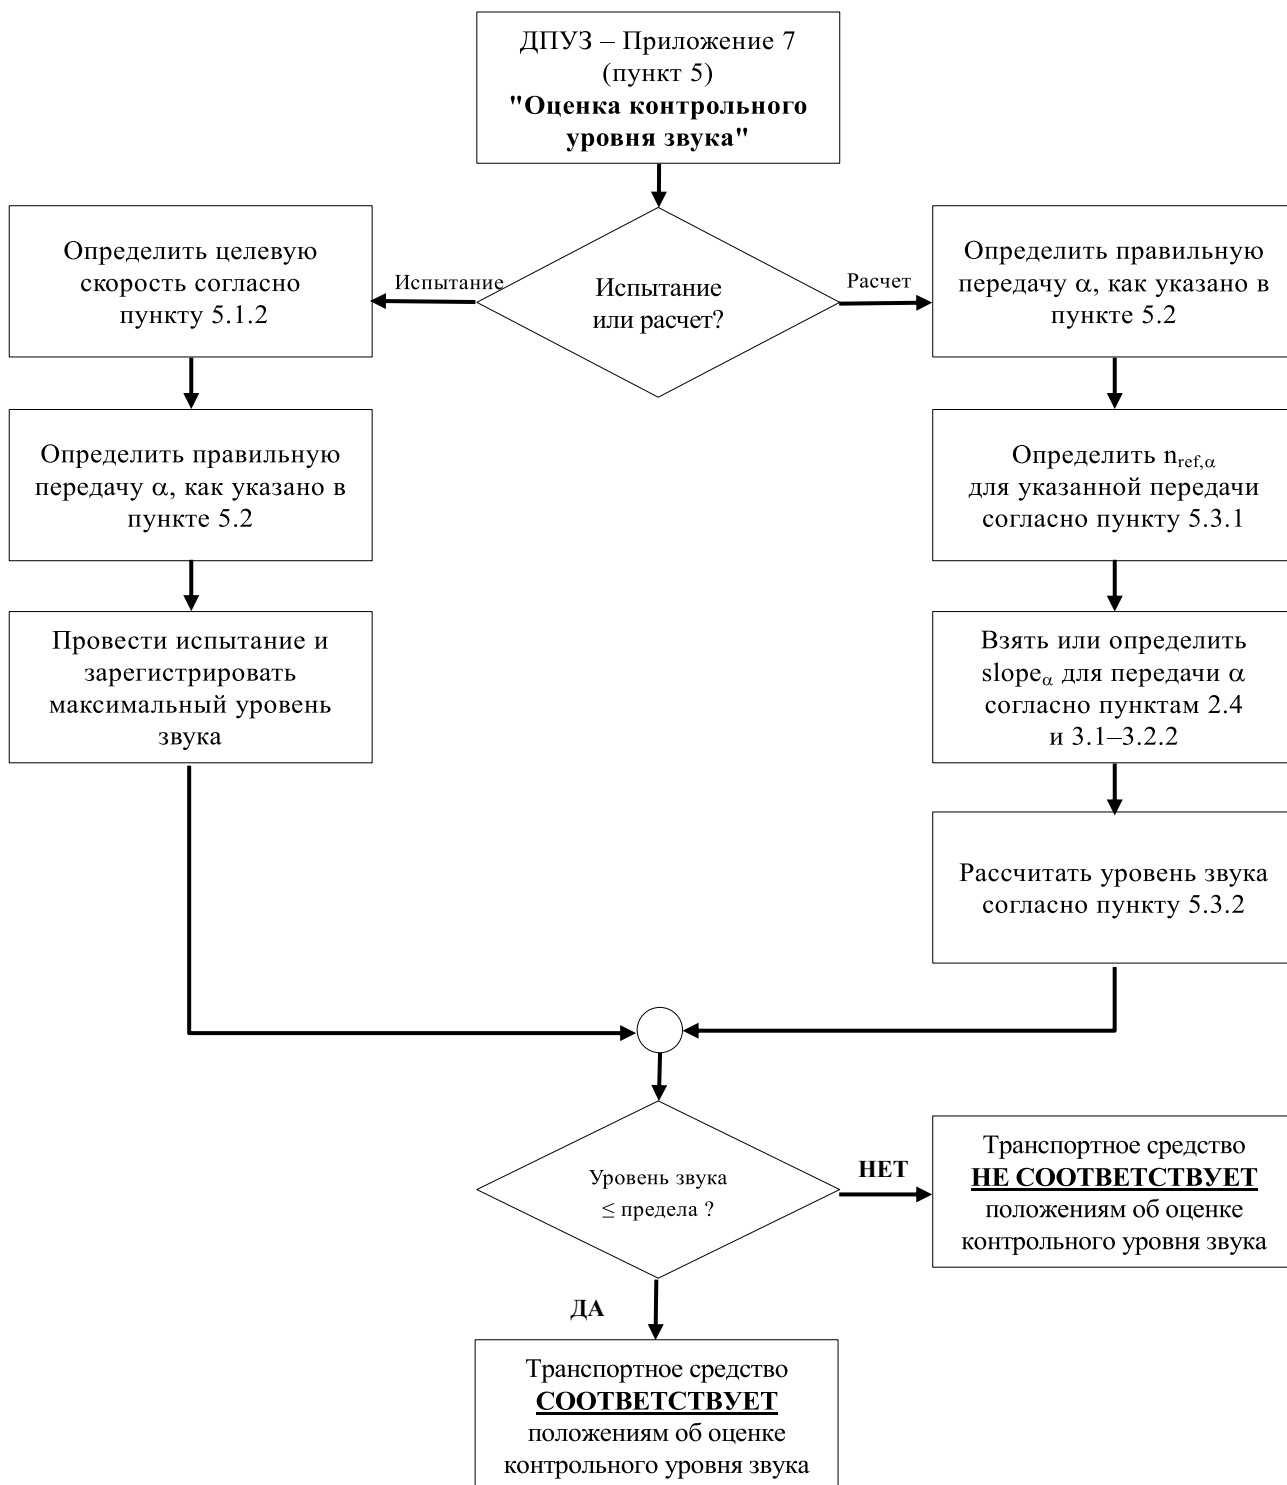 ДПУЗ – Приложение 7
(пункт 5)
"Оценка контрольного
уровня звука"
Определить целевую
скорость согласно
пункту 5.1.2
Испытание
Испытание
или расчет?
Расчет
Определить правильную
передачу α, как указано в
пункте 5.2
Определить правильную
передачу α, как указано в
пункте 5.2
Определить nref,α
для указанной передачи
согласно пункту 5.3.1
Провести испытание и
зарегистрировать
максимальный уровень
звука
Взять или определить
slopeα для передачи α
согласно пунктам 2.4
и 3.1–3.2.2
Рассчитать уровень звука
согласно пункту 5.3.2
Уровень звука
≤ предела ?
НЕТ
Транспортное средство
НЕ СООТВЕТСТВУЕТ
положениям об оценке
контрольного уровня звука
ДА
Транспортное средство
СООТВЕТСТВУЕТ
положениям об оценке
контрольного уровня звука